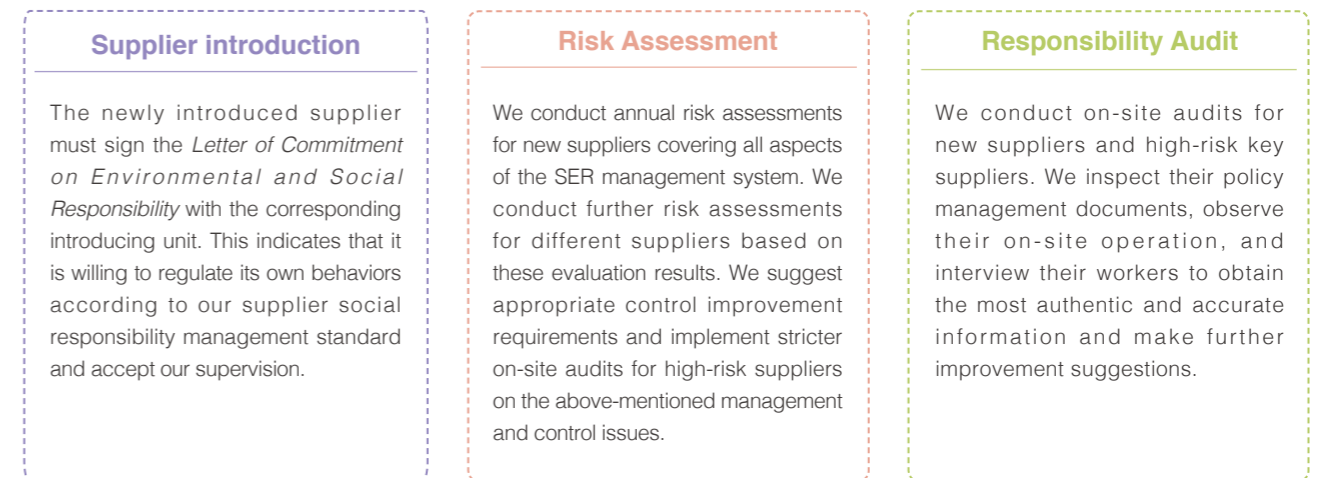 Supplier introduction
The newly introduced supplier
must sign the Letter of Commitment
on Environmental and Social
Responsibility with the corresponding
introducing unit. This indicates that it
is willing to regulate its own behaviors
according to our supplier social
responsibility management standard
and accept our supervision.
Risk Assessment
We conduct annual risk assessments
for new suppliers covering all aspects
of the SER management system. We
conduct further risk assessments
for different suppliers based on
these evaluation results. We suggest
appropriate control improvement
requirements and implement stricter
on-site audits for high-risk suppliers
on the above-mentioned management
and control issues.
Responsibility Audit
We conduct on-site audits for
new suppliers and high-risk key
suppliers. We inspect their policy
management documents, observe
their on-site operation, and
interview their workers to obtain
the most authentic and accurate
information and make further
improvement suggestions.